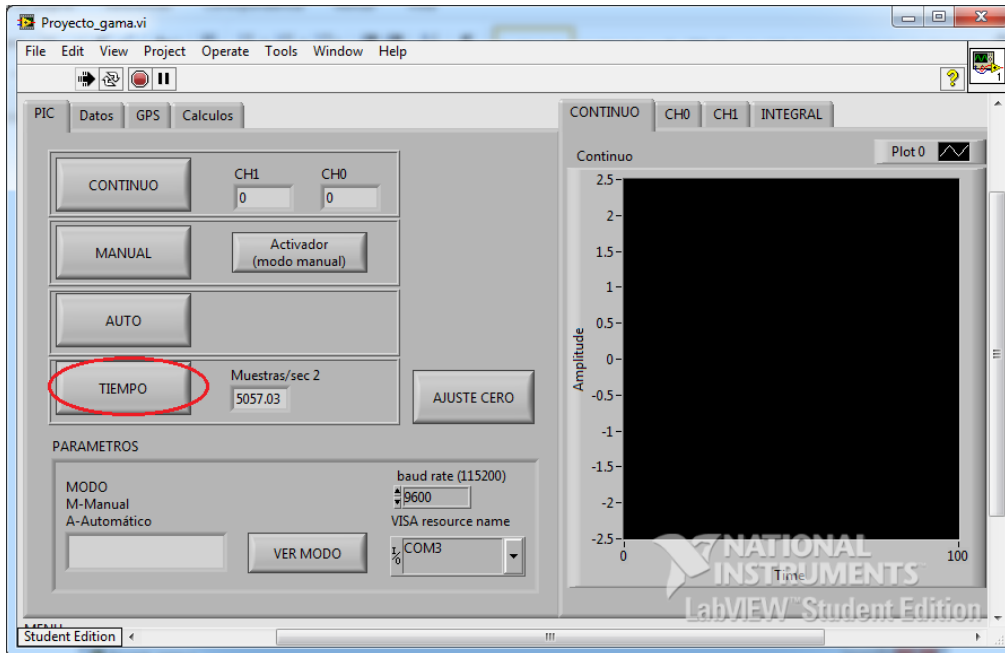 Proyecto_gama.vi
File Edit View Project Operate Tools Window Help
1
PIC Datos GPS Calculos
CONTINUO
CH1 CH0
0 0
MANUAL
Activador
(modo manual)
AUTO
TIEMPO
Muestras/sec 2
5057.03
AJUSTE CERO
PARAMETROS
MODO
M-Manual
A-Automático
VER MODO
baud rate (115200)
9600
VISA resource name
I/O COM3
CONTINUO CH0 CH1 INTEGRAL
Continuo
Plot 0
Amplitude
2.5
2
1.5
1
0.5
0
-0.5
-1
-1.5
-2
-2.5
0 100
Time
NATIONAL
INSTRUMENTS
LabVIEW™ Student Edition
MENU
Student Edition